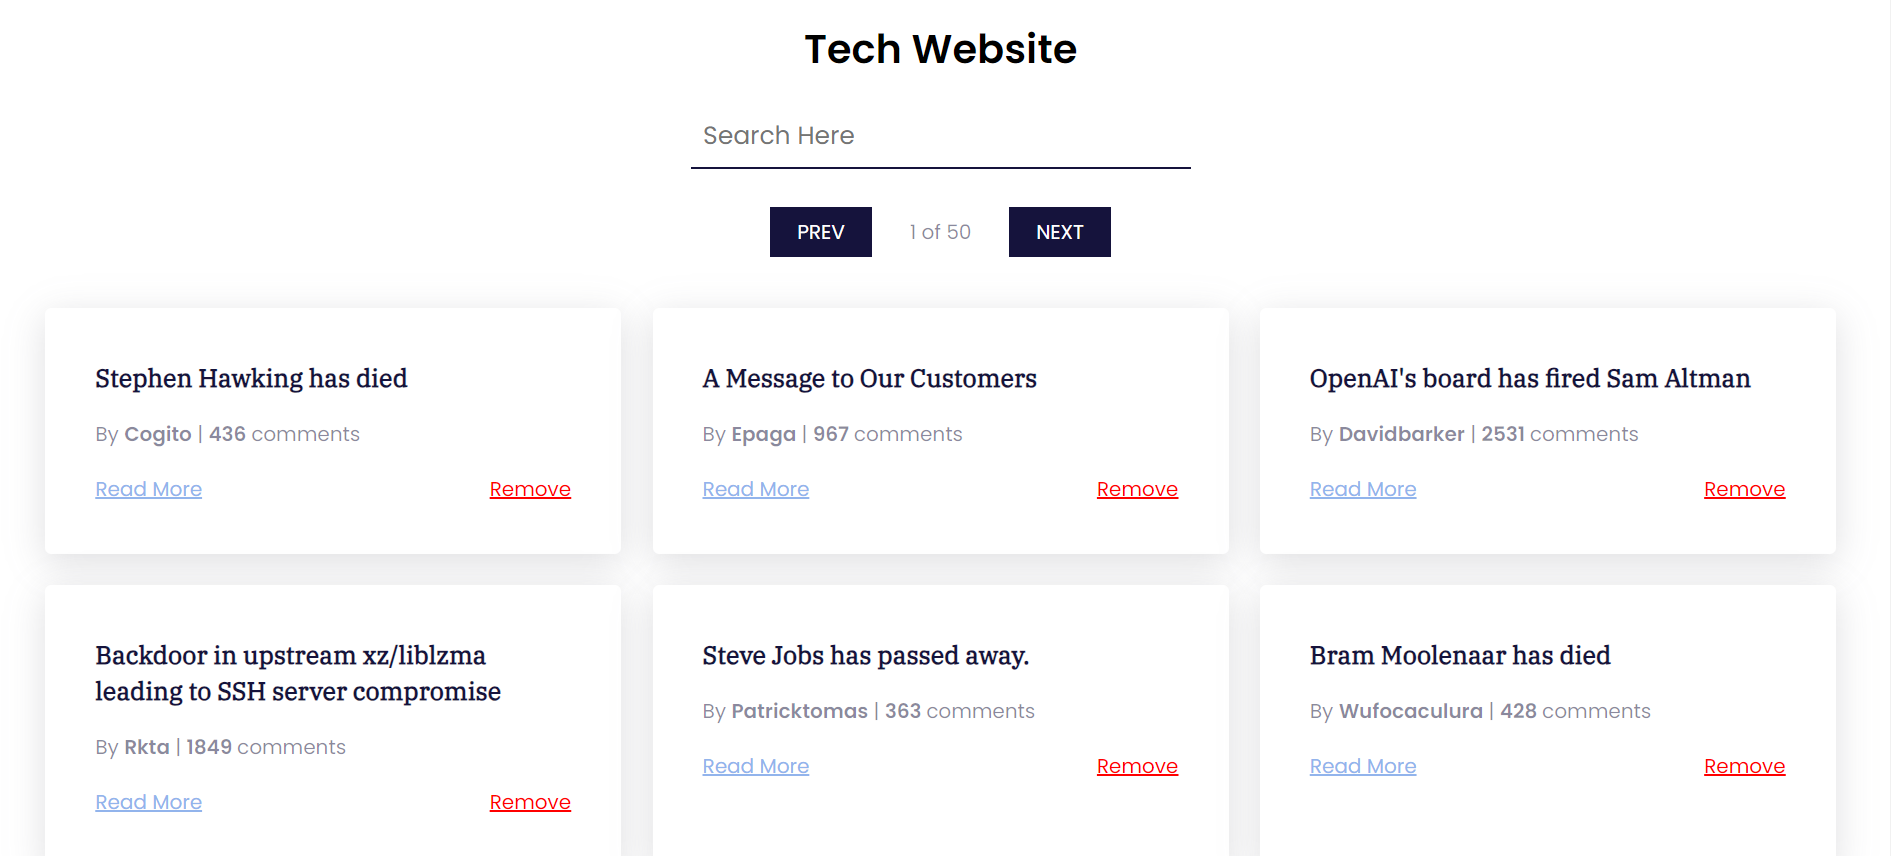 Tech Website
Search Here
PREV
1 of 50
NEXT
Stephen Hawking has died
By Cogito | 436 comments
Read More
Remove
A Message to Our Customers
By Epaga | 967 comments
Read More
Remove
OpenAI's board has fired Sam Altman
By Davidbarker | 2531 comments
Read More
Remove
Backdoor in upstream xz/liblzma
leading to SSH server compromise
By Rkta | 1849 comments
Read More
Remove
Steve Jobs has passed away.
By Patricktomas | 363 comments
Read More
Remove
Bram Moolenaar has died
By Wufocaculura | 428 comments
Read More
Remove